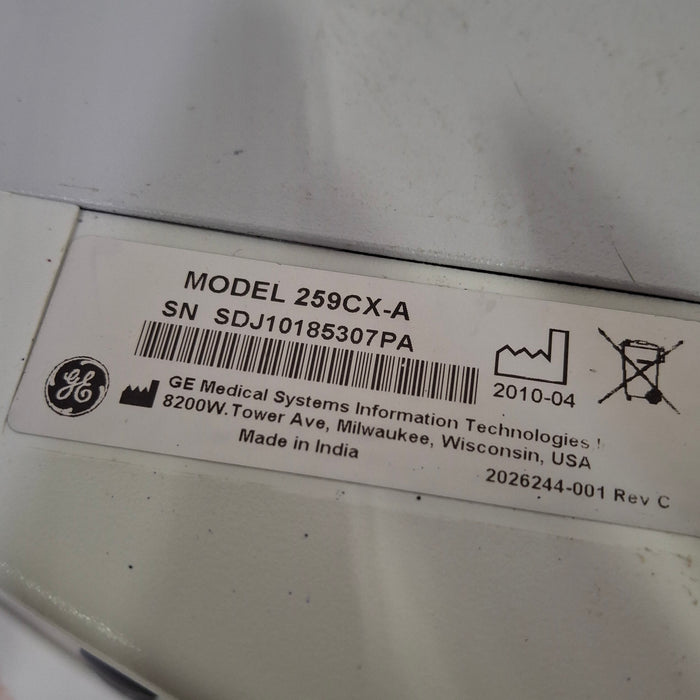 MODEL 259CX-A
SN SDJ10185307PA
2010-04
GE
GE Medical Systems Information Technologies
8200W.Tower Ave, Milwaukee, Wisconsin, USA
Made in India
2026244-001 Rev C